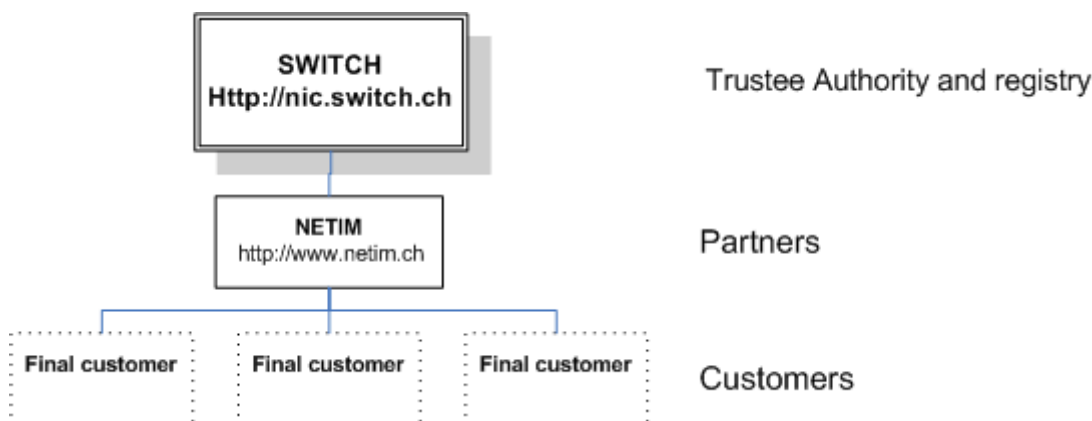 SWITCH
Http://nic.switch.ch
Trustee Authority and registry
NETIM
http://www.netim.ch
Partners
Final customer
Final customer
Final customer
Customers